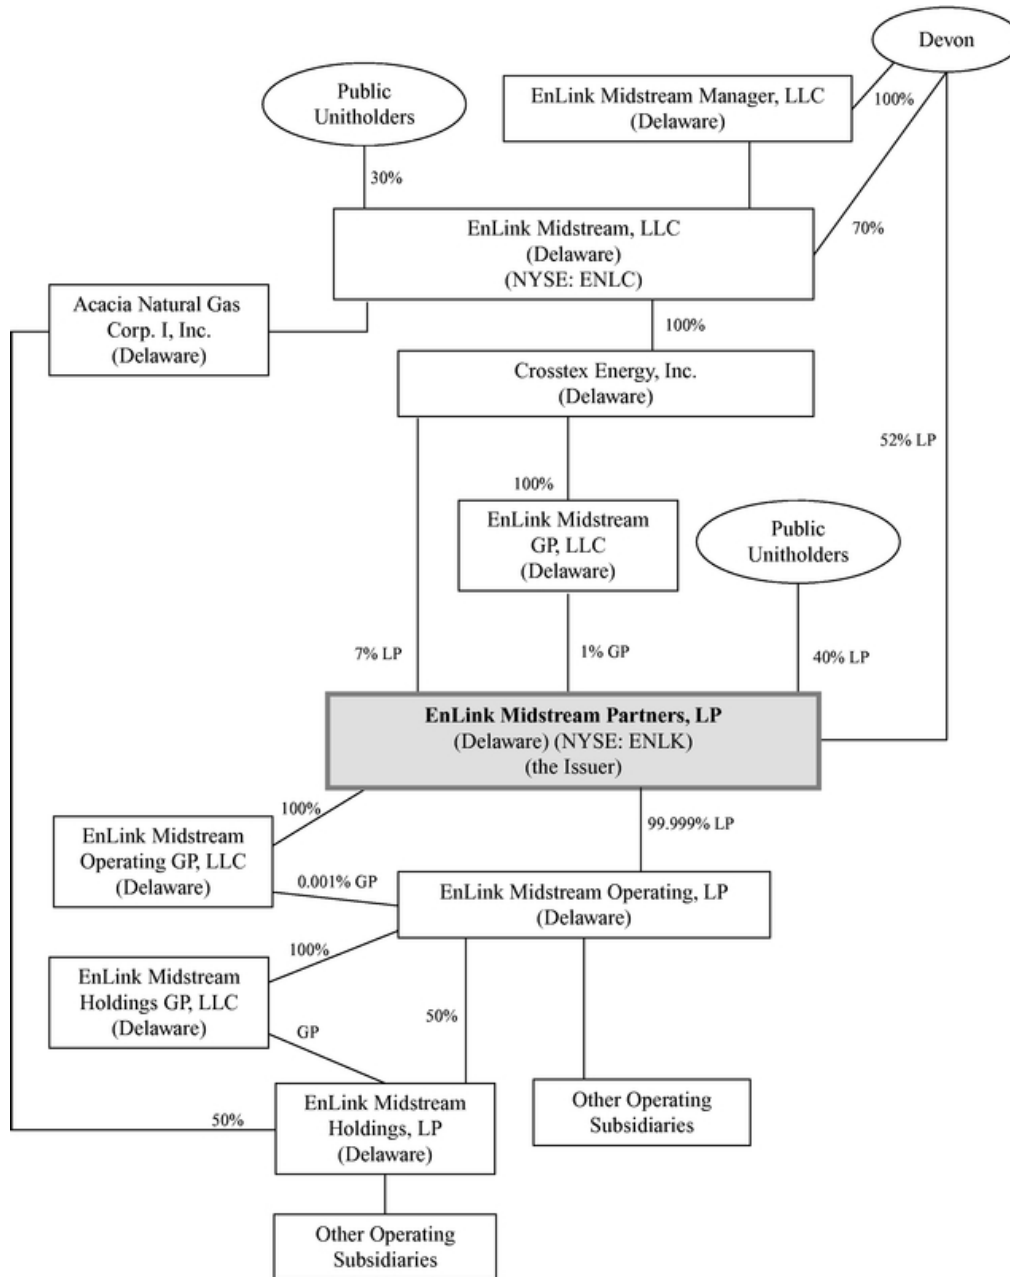 Devon
Public
Unitholders
EnLink Midstream Manager, LLC
(Delaware)
100%
30%
70%
EnLink Midstream, LLC
(Delaware)
(NYSE: ENLC)
Acacia Natural Gas
Corp. I, Inc.
(Delaware)
100%
Crosstex Energy, Inc.
(Delaware)
52% LP
100%
EnLink Midstream
GP, LLC
(Delaware)
Public
Unitholders
7% LP
1% GP
40% LP
EnLink Midstream Partners, LP
(Delaware) (NYSE: ENLK)
(the Issuer)
100%
99.999% LP
EnLink Midstream
Operating GP, LLC
(Delaware)
0.001% GP
EnLink Midstream Operating, LP
(Delaware)
100%
EnLink Midstream
Holdings GP, LLC
(Delaware)
50%
GP
EnLink Midstream
Holdings, LP
(Delaware)
50%
Other Operating
Subsidiaries
Other Operating
Subsidiaries